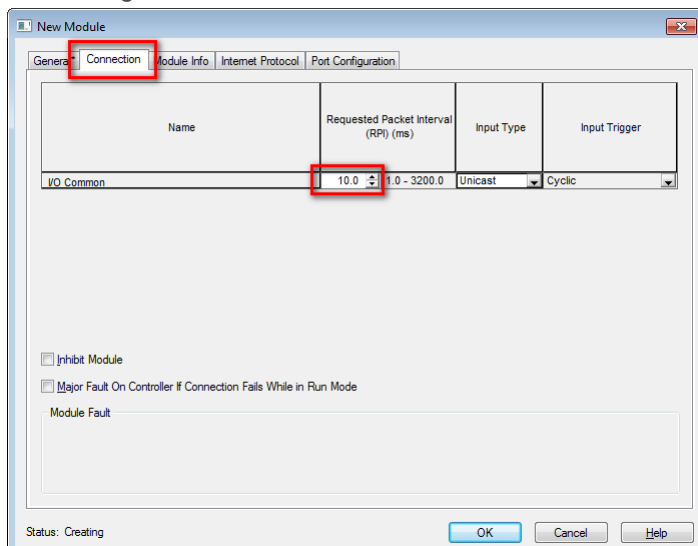 New Module
General* Connection Module Info Internet Protocol Port Configuration
Name Requested Packet Interval (RPI) (ms) Input Type Input Trigger
I/O Common 10.0 1.0 - 3200.0 Unicast Cyclic
Inhibit Module
Major Fault On Controller If Connection Fails While in Run Mode
Module Fault
Status: Creating OK Cancel Help